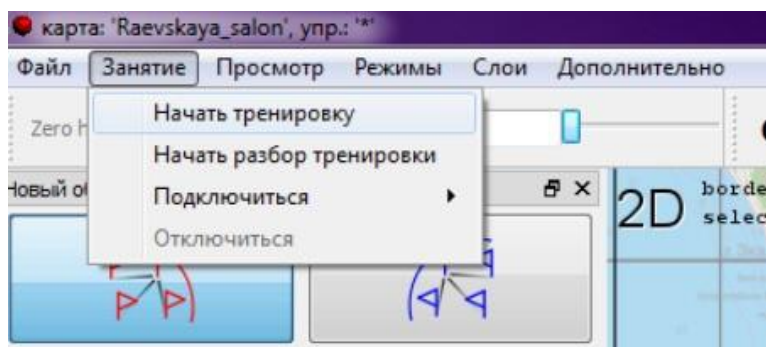 карта: 'Raevskaya_salon', упр.: '*'
Файл Занятие Просмотр Режимы Слои Дополнительно
Zero h
Начать тренировку
Начать разбор тренировки
Новый об
Подключиться
Отключиться
2D
borde
selec